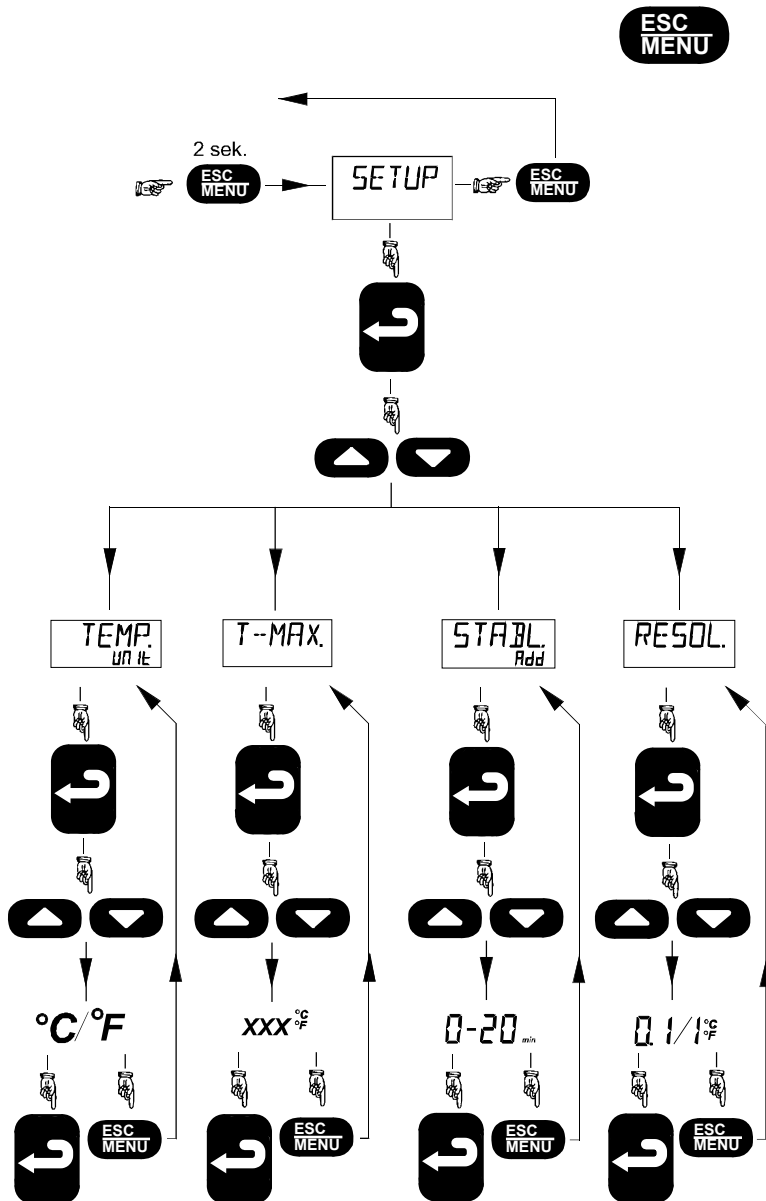 ESC
MENU
2 sek.
ESC
MENU
SETUP
ESC
MENU
TEMP.
unit
T-MAX.
STABL.
Add
RESOL.
°C/°F
XXX °C
°F
0-20 min
0.1/1 °C
°F
ESC
MENU
ESC
MENU
ESC
MENU
ESC
MENU